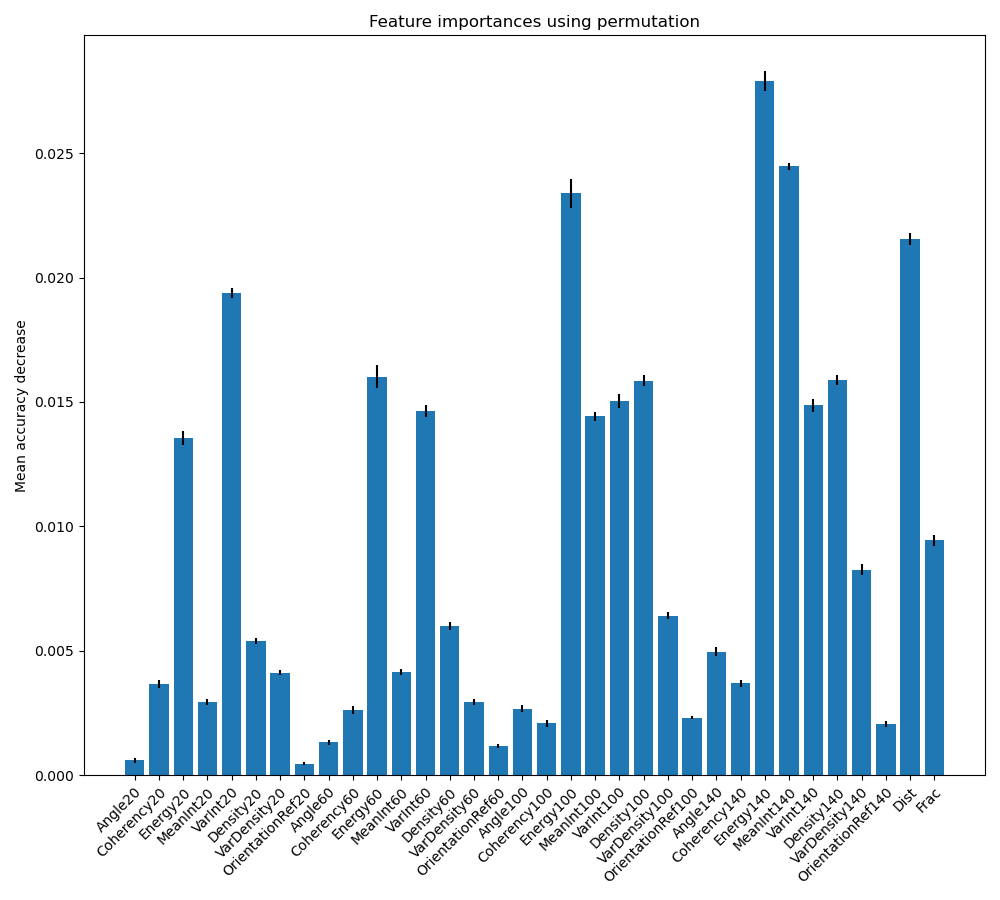 Feature importances using permutation
Mean accuracy decrease
0.025
0.020
0.015
0.010
0.005
0.000
Angle20
Coherency20
Energy20
MeanInt20
VarInt20
Density20
VarDensity20
OrientationRef20
Angle60
Coherency60
Energy60
MeanInt60
VarInt60
Density60
VarDensity60
OrientationRef60
Angle100
Coherency100
Energy100
MeanInt100
VarInt100
Density100
VarDensity100
OrientationRef100
Angle140
Coherency140
Energy140
MeanInt140
VarInt140
Density140
VarDensity140
OrientationRef140
Dist
Frac